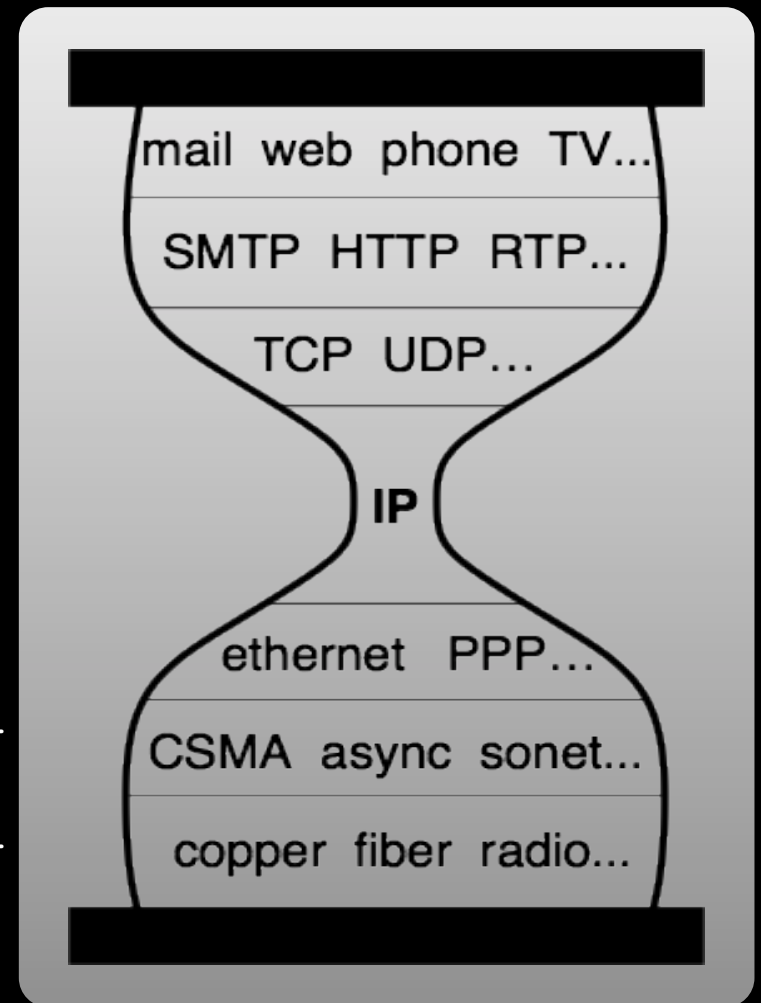 mail web phone TV...
SMTP HTTP RTP...
TCP UDP...
IP
ethernet PPP...
CSMA async sonet...
copper fiber radio...